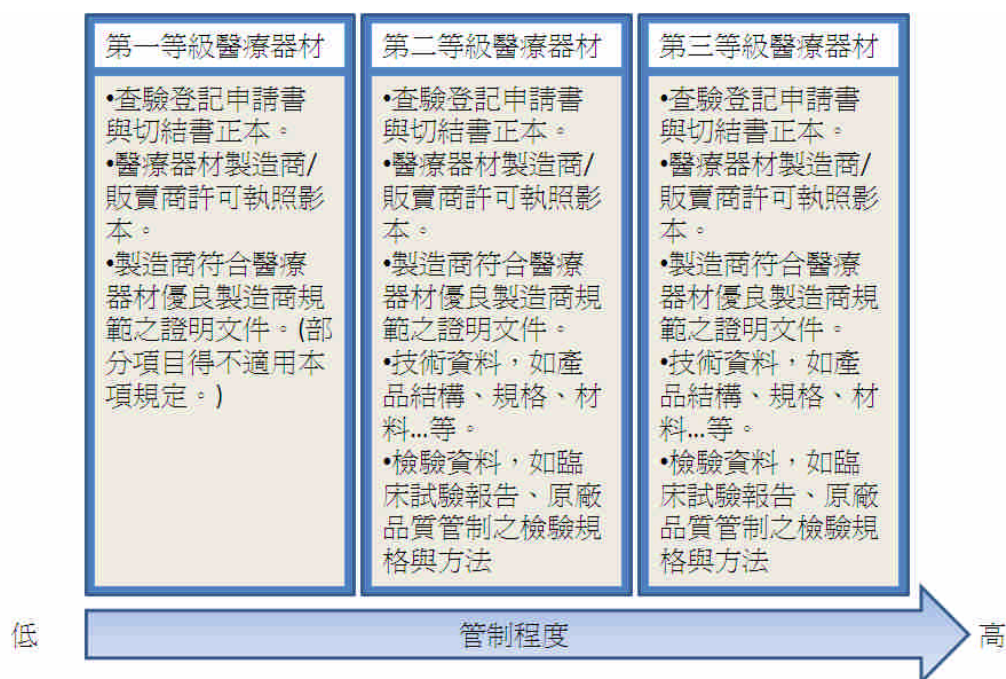 第一等級醫療器材
•查驗登記申請書
與切結書正本。
•醫療器材製造商/
販賣商許可執照影
本。
•製造商符合醫療
器材優良製造商規
範之證明文件。(部
分項目得不適用本
項規定。)
第二等級醫療器材
•查驗登記申請書
與切結書正本。
•醫療器材製造商/
販賣商許可執照影
本。
•製造商符合醫療
器材優良製造商規
範之證明文件。
•技術資料，如產
品結構、規格、材
料...等。
•檢驗資料，如臨
床試驗報告、原廠
品質管制之檢驗規
格與方法
第三等級醫療器材
•查驗登記申請書
與切結書正本。
•醫療器材製造商/
販賣商許可執照影
本。
•製造商符合醫療
器材優良製造商規
範之證明文件。
•技術資料，如產
品結構、規格、材
料...等。
•檢驗資料，如臨
床試驗報告、原廠
品質管制之檢驗規
格與方法
低
管制程度
高